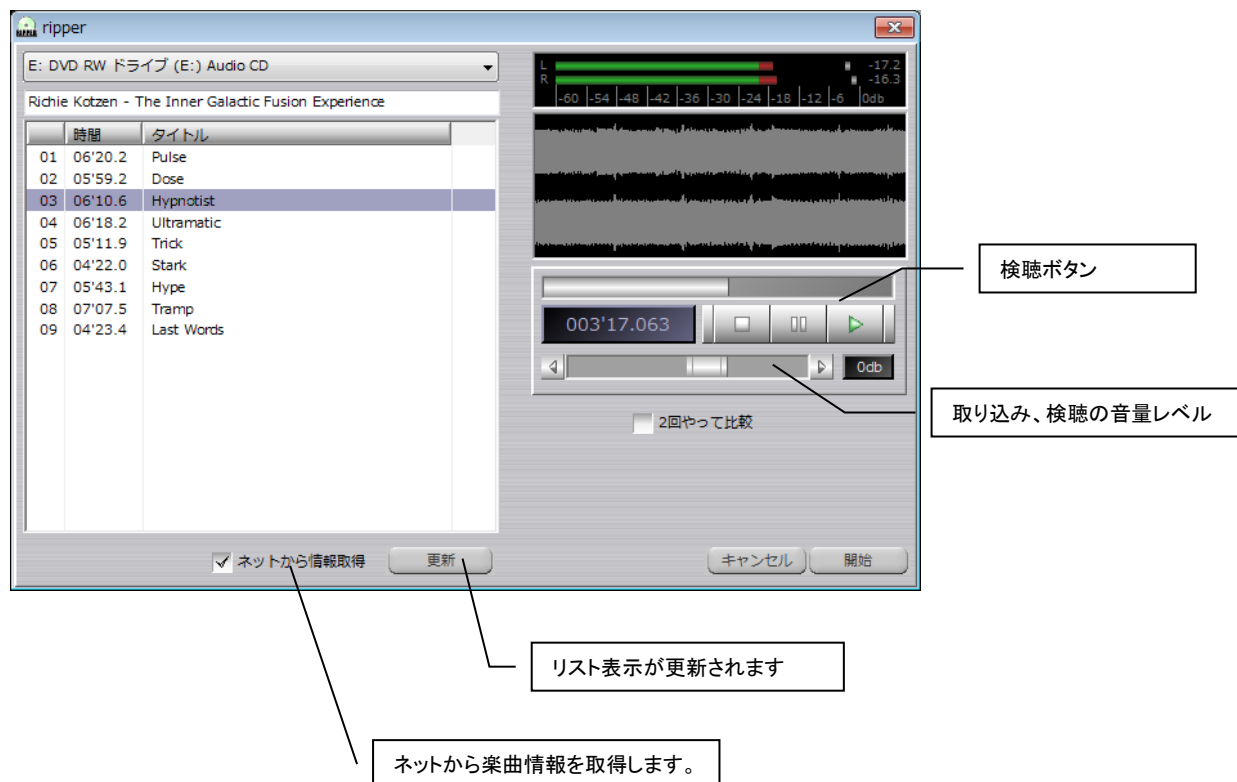 ripper
E: DVD RW ドライブ (E:) Audio CD
Richie Kotzen - The Inner Galactic Fusion Experience
時間 タイトル
01 06'20.2 Pulse
02 05'59.2 Dose
03 06'10.6 Hypnotist
04 06'18.2 Ultramatic
05 05'11.9 Trick
06 04'22.0 Stark
07 05'43.1 Hype
08 07'07.5 Tramp
09 04'23.4 Last Words
ネットから情報取得 更新
L -17.2
R -16.3
-60 -54 -48 -42 -36 -30 -24 -18 -12 -6 0db
003'17.063
0db
2回やって比較
キャンセル 開始
検聴ボタン
取り込み、検聴の音量レベル
リスト表示が更新されます
ネットから楽曲情報を取得します。